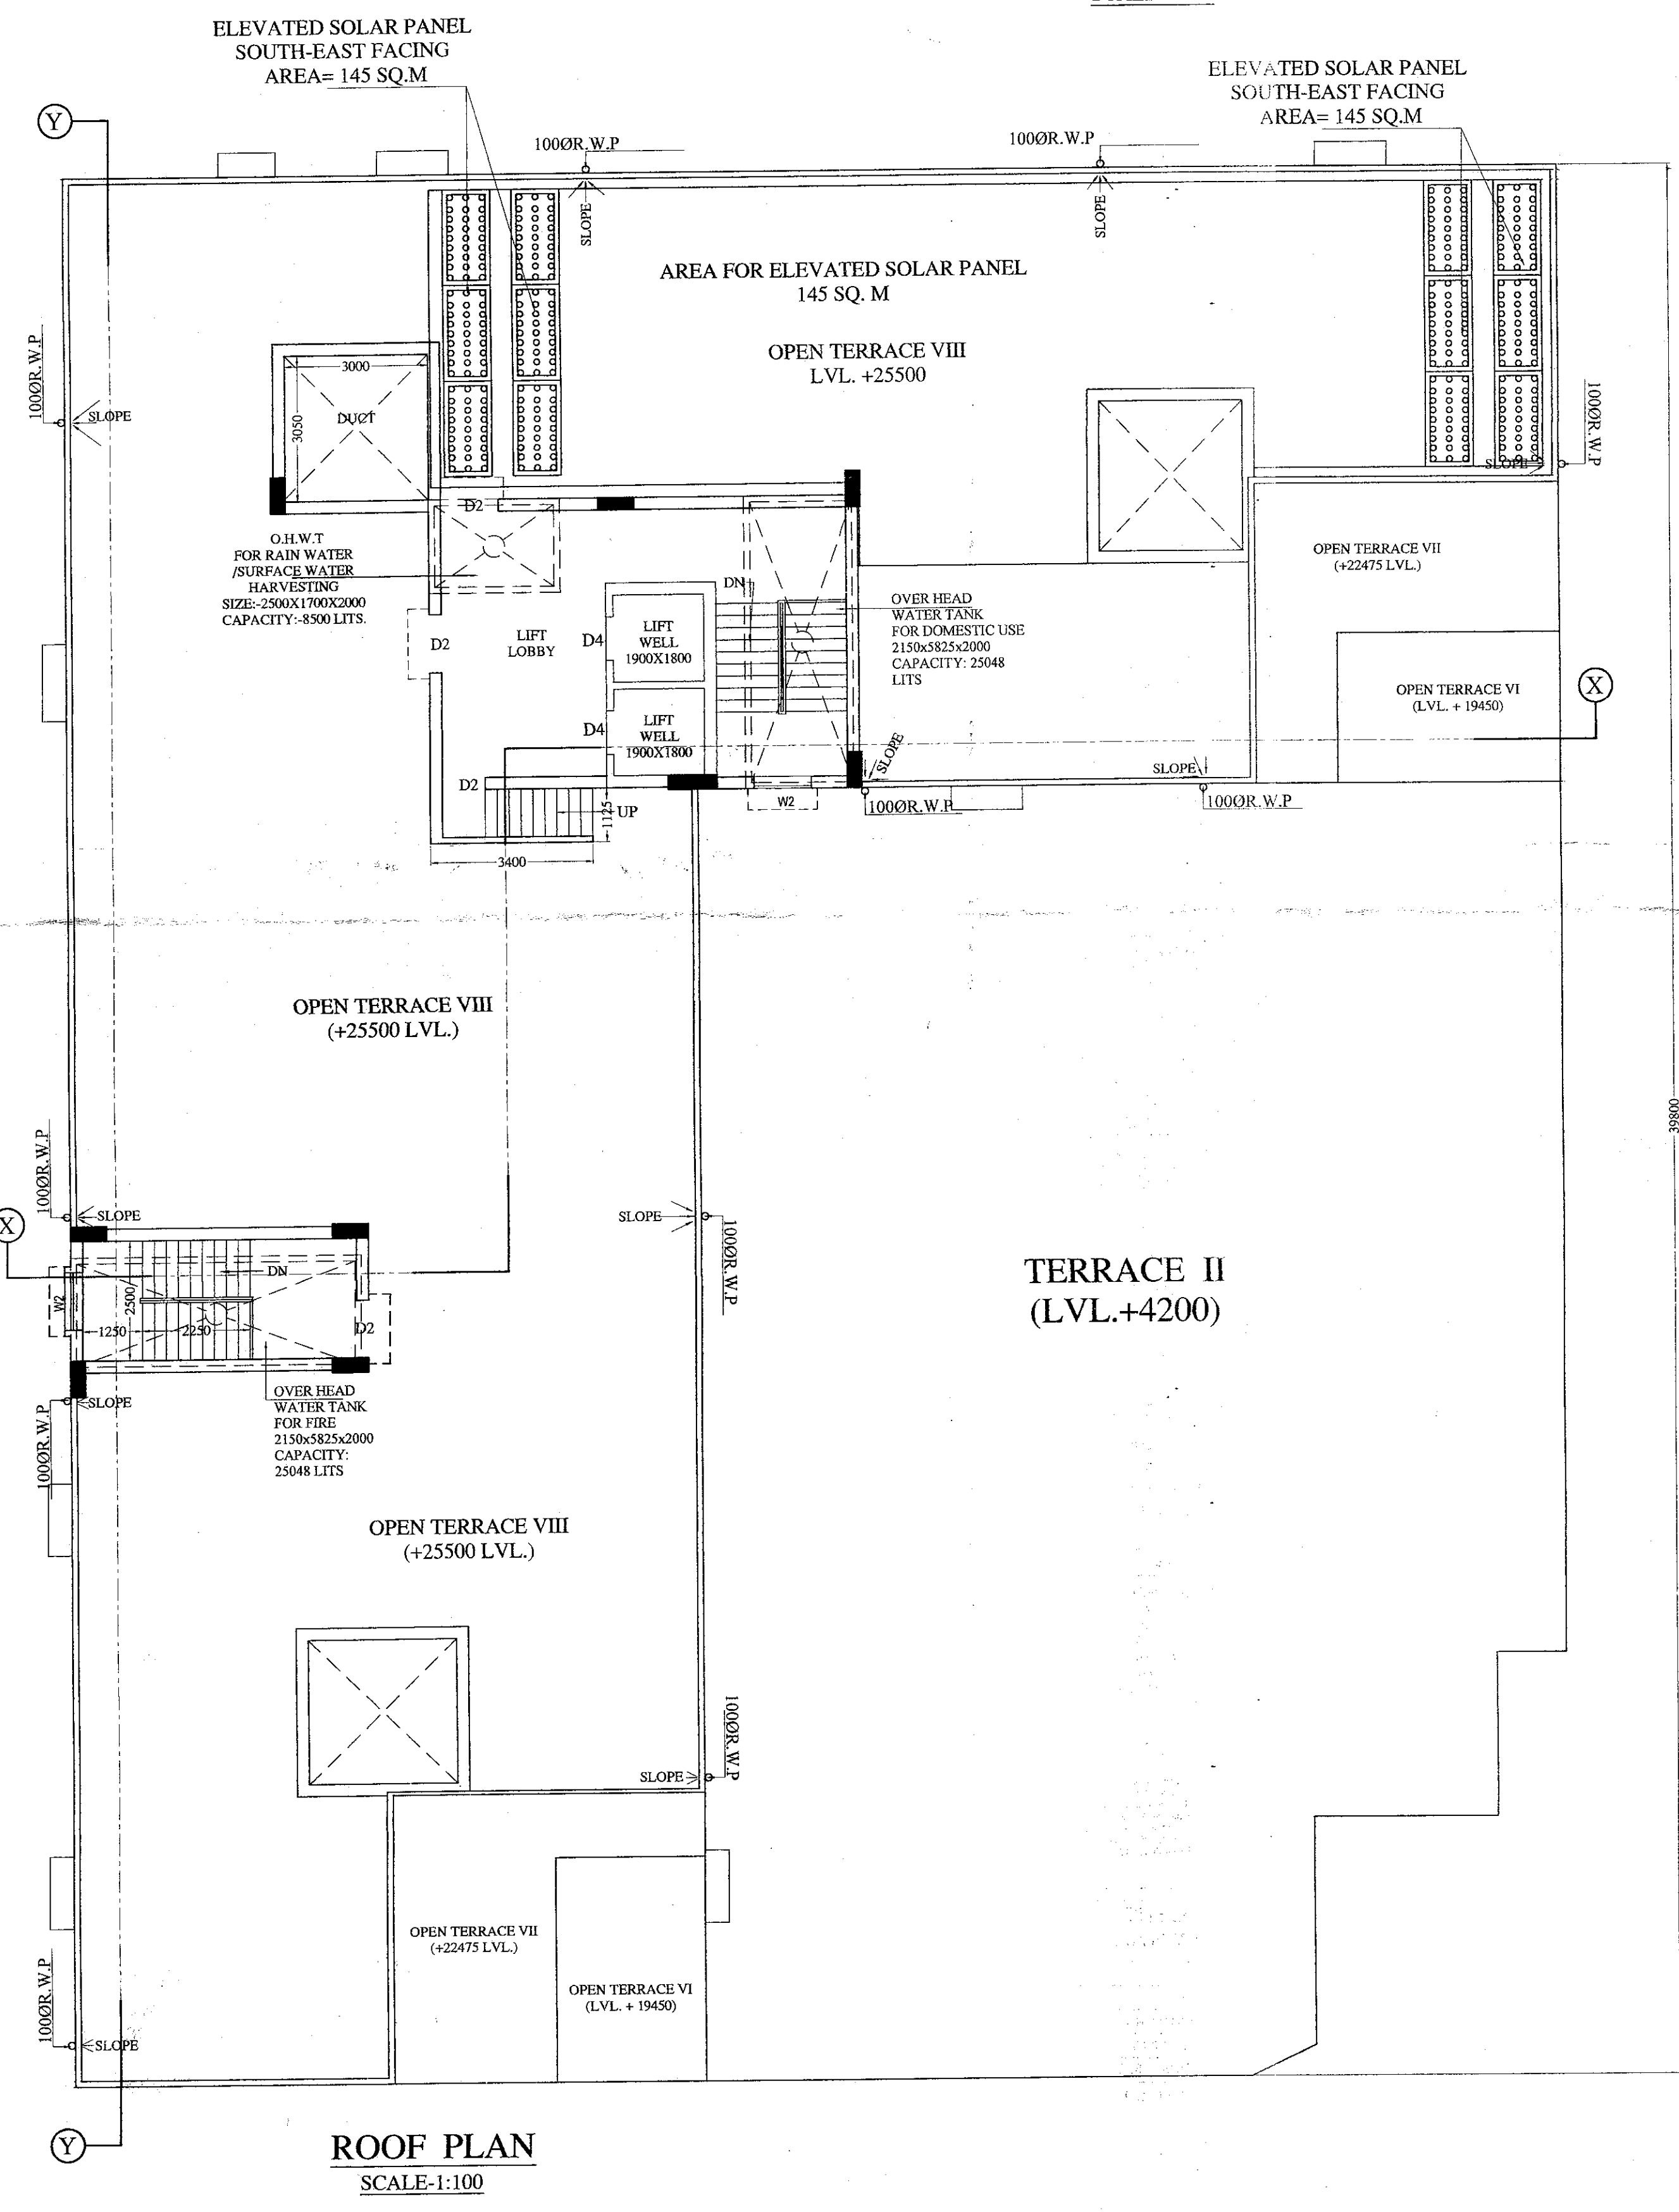 ELEVATED SOLAR PANEL
SOUTH-EAST FACING
AREA= 145 SQ.M
ELEVATED SOLAR PANEL
SOUTH-EAST FACING
AREA= 145 SQ.M
Y
100ØR.W.P
100ØR.W.P
SLOPE
SLOPE
AREA FOR ELEVATED SOLAR PANEL
145 SQ. M
OPEN TERRACE VIII
LVL. +25500
100ØR.W.P
SLOPE
3000
3050
DUCT
100ØR.W.P
SLOPE
D2
O.H.W.T
FOR RAIN WATER
/SURFACE WATER
HARVESTING
SIZE:-2500X1700X2000
CAPACITY:-8500 LITS.
OPEN TERRACE VII
(+22475 LVL.)
DN
OVER HEAD
WATER TANK
FOR DOMESTIC USE
2150x5825x2000
CAPACITY: 25048
LITS
D2
LIFT
LOBBY
D4
LIFT
WELL
1900X1800
D4
LIFT
WELL
1900X1800
OPEN TERRACE VI
(LVL. + 19450)
X
SLOPE
SLOPE
D2
W2
100ØR.W.P
100ØR.W.P
UP
1125
3400
OPEN TERRACE VIII
(+25500 LVL.)
39800
100ØR.W.P
SLOPE
SLOPE
100ØR.W.P
X
W2
DN
2500
1250
2250
D2
TERRACE II
(LVL.+4200)
SLOPE
100ØR.W.P
OVER HEAD
WATER TANK
FOR FIRE
2150x5825x2000
CAPACITY:
25048 LITS
OPEN TERRACE VIII
(+25500 LVL.)
100ØR.W.P
SLOPE
OPEN TERRACE VII
(+22475 LVL.)
OPEN TERRACE VI
(LVL. + 19450)
100ØR.W.P
SLOPE
Y
ROOF PLAN
SCALE-1:100